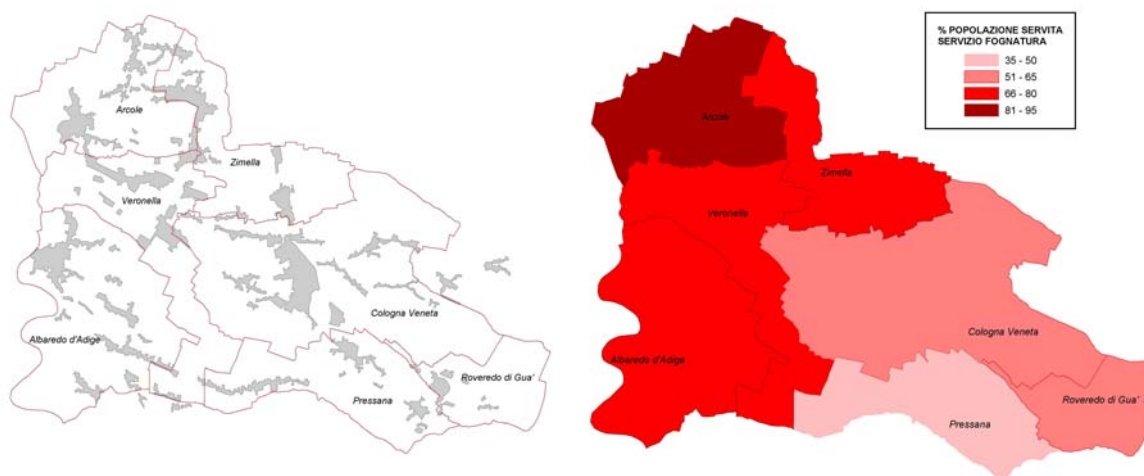 Arcole
Zimella
Veronella
Cologna Veneta
Albaredo d'Adige
Roveredo di Gua'
Pressana
% POPOLAZIONE SERVITA
SERVIZIO FOGNATURA
35 - 50
51 - 65
66 - 80
81 - 95
Arcole
Zimella
Veronella
Cologna Veneta
Albaredo d'Adige
Roveredo di Gua'
Pressana